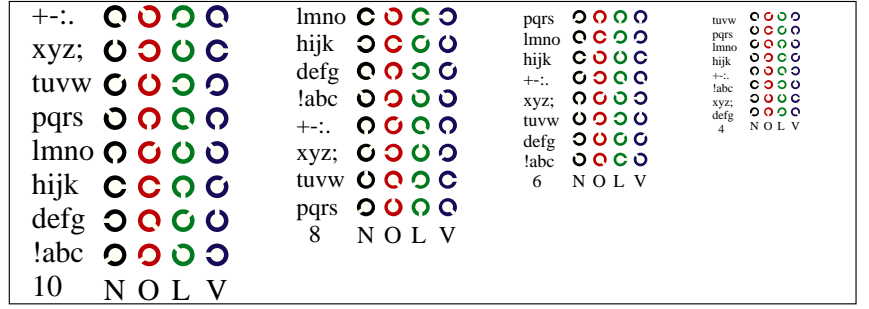 +-:.
xyz;
tuvw
pqrs
lmno
hijk
defg
!abc
10 N O L V
lmno
hijk
defg
!abc
+-:.
xyz;
tuvw
pqrs
8 N O L V
pqrs
lmno
hijk
+-:.
xyz;
tuvw
defg
!abc
6 N O L V
tuvw
pqrs
lmno
hijk
+-:.
!abc
xyz;
defg
4 N O L V